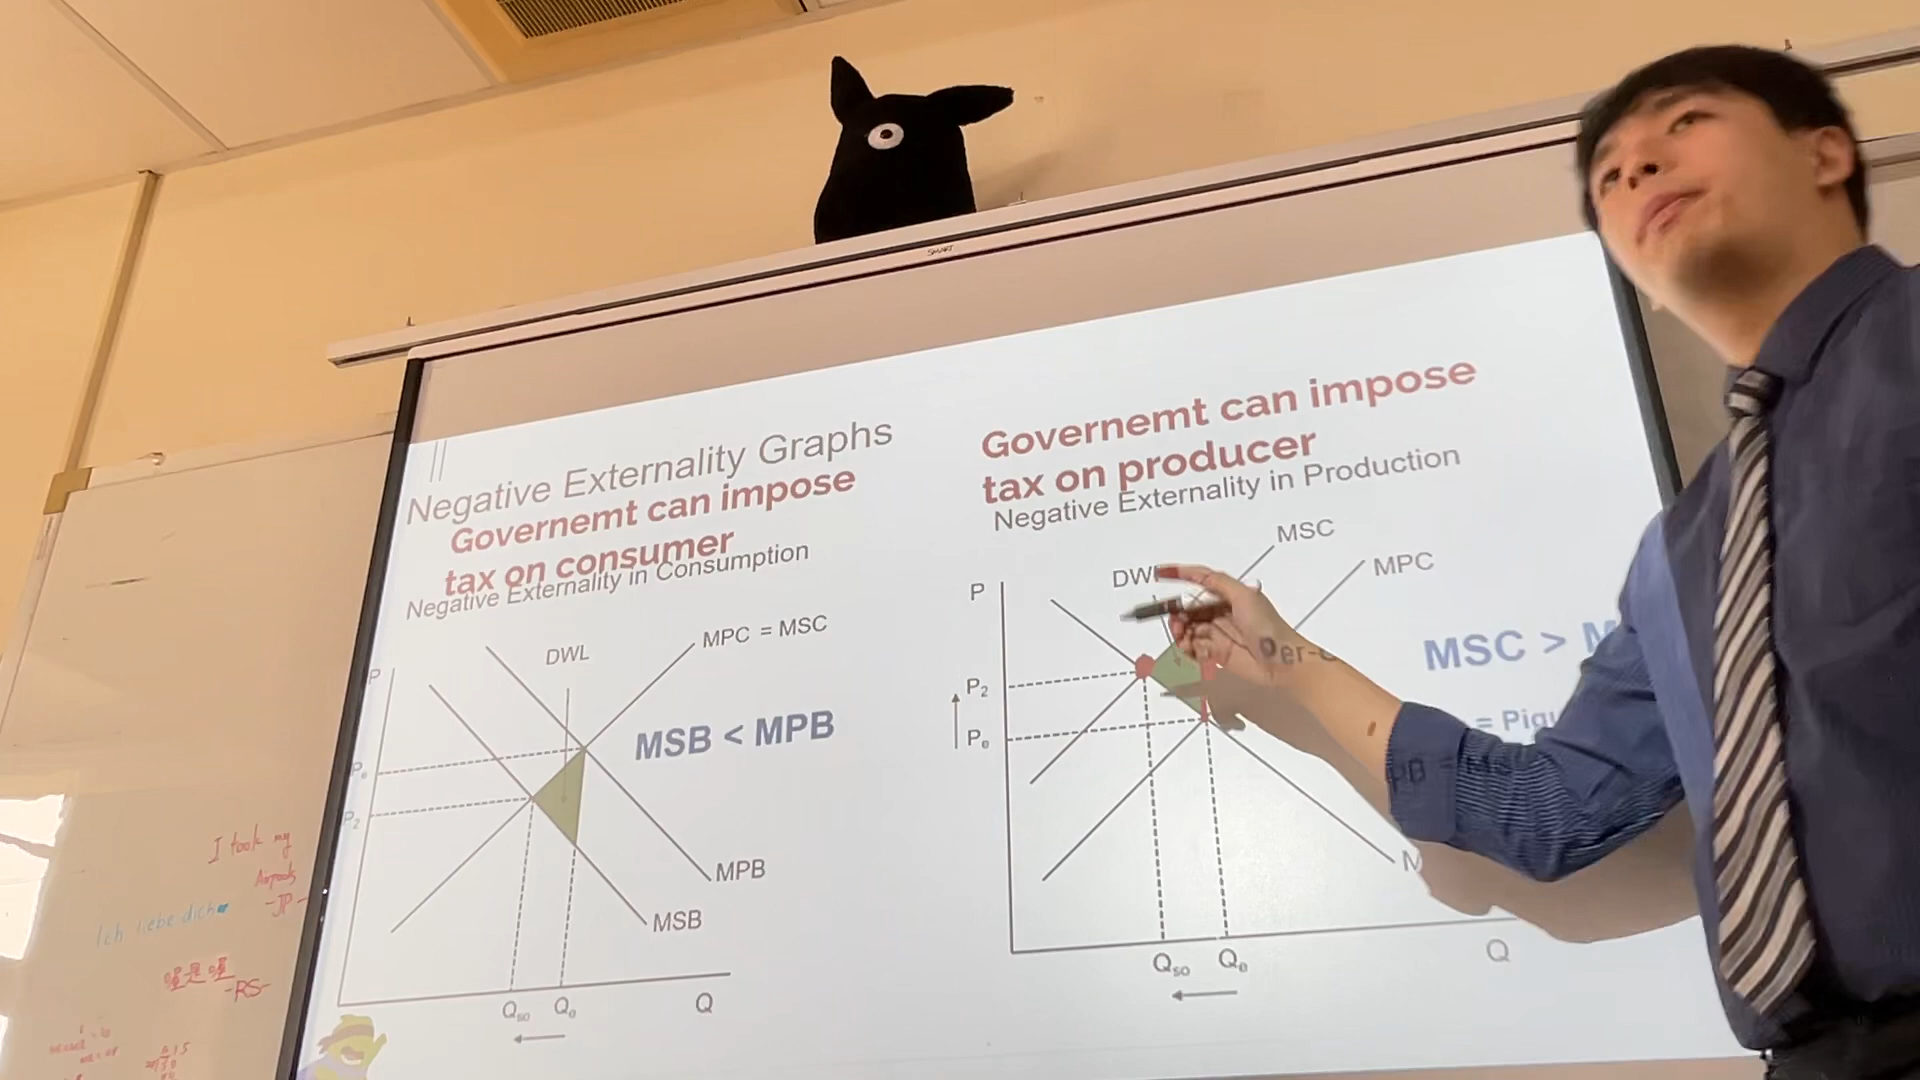 SMART
Negative Externality Graphs
Governemt can impose
tax on consumer
Negative Externality in Consumption
P
DWL
MPC = MSC
MSB < MPB
Pe
P2
MPB
MSB
Qso
Qe
Q
Governemt can impose
tax on producer
Negative Externality in Production
MSC
MPC
P
P2
Pe
MSC >
Qso
Qe
Q
I took my
Airpods
-JP-
Ich liebe dich
-RS-